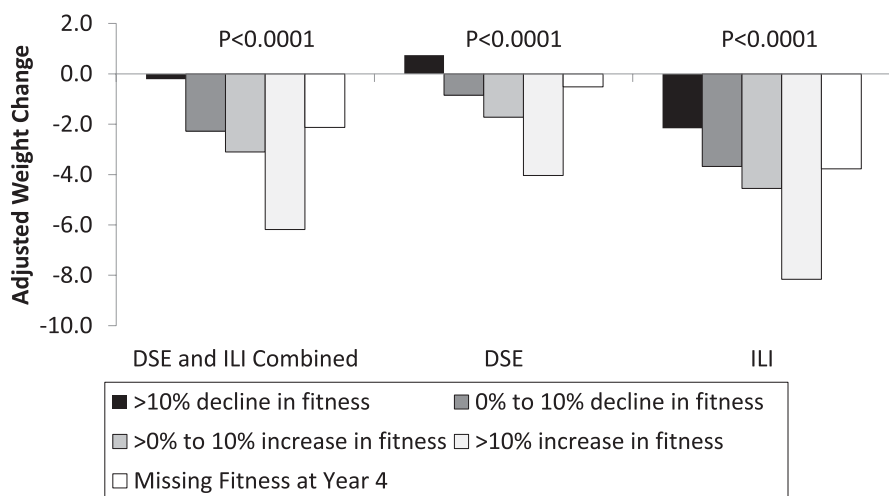 2.0
0.0
-2.0
-4.0
-6.0
-8.0
-10.0
Adjusted Weight Change
P<0.0001 P<0.0001 P<0.0001
DSE and ILI Combined DSE ILI
>10% decline in fitness 0% to 10% decline in fitness
>0% to 10% increase in fitness >10% increase in fitness
Missing Fitness at Year 4